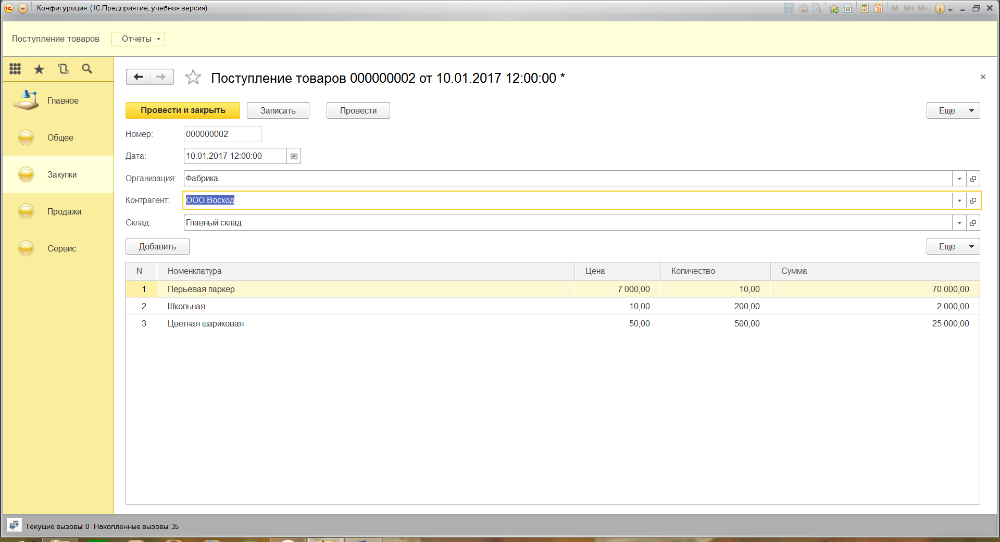 Конфигурация (1С:Предприятие, учебная версия)
31 M M+ M-
Поступление товаров Отчеты
Поступление товаров 000000002 от 10.01.2017 12:00:00 *
Главное
Общее
Закупки
Продажи
Сервис
Провести и закрыть Записать Провести Еще
Номер: 000000002
Дата: 10.01.2017 12:00:00
Организация: Фабрика
Контрагент: ООО Восход
Склад: Главный склад
Добавить Еще
N Номенклатура Цена Количество Сумма
1 Перьевая паркер 7 000,00 10,00 70 000,00
2 Школьная 10,00 200,00 2 000,00
3 Цветная шариковая 50,00 500,00 25 000,00
Текущие вызовы: 0 Накопленные вызовы: 35